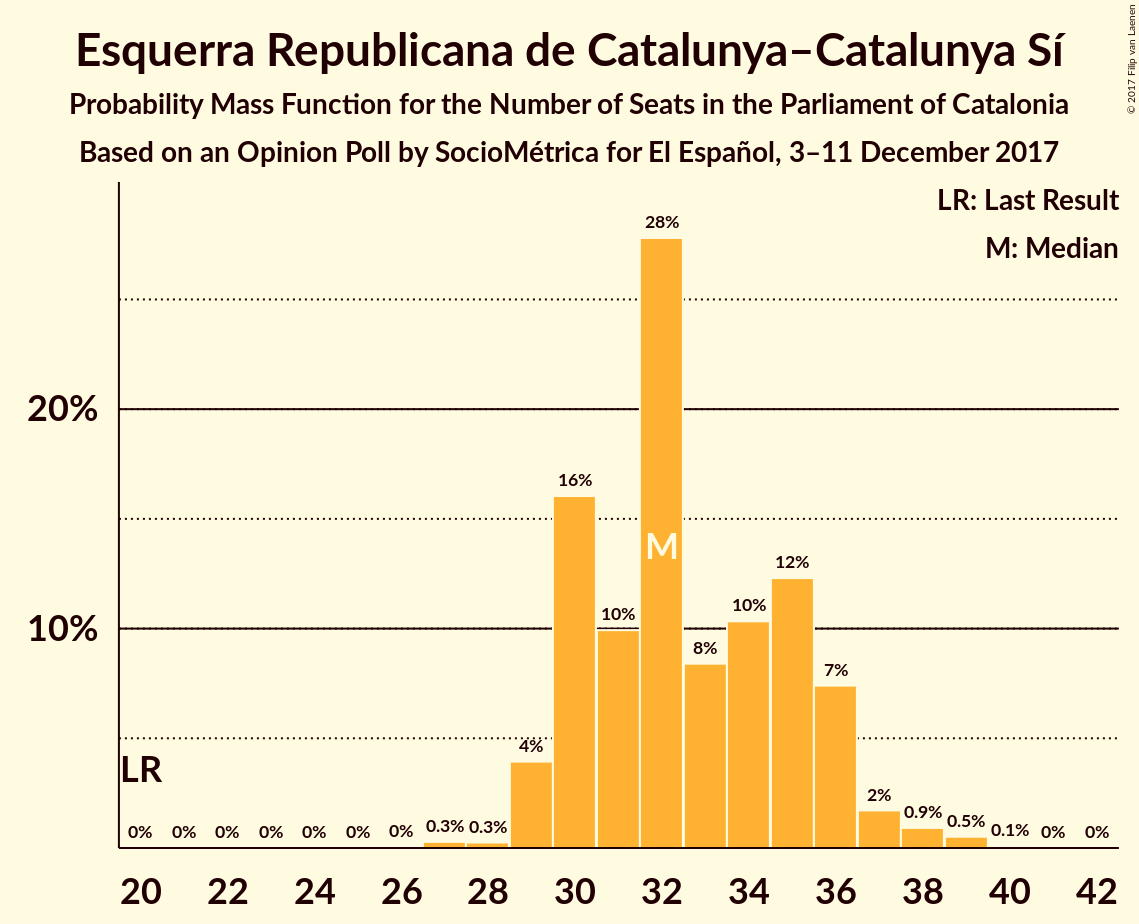 Esquerra Republicana de Catalunya–Catalunya Sí
Probability Mass Function for the Number of Seats in the Parliament of Catalonia
Based on an Opinion Poll by SocioMétrica for El Español, 3–11 December 2017
© 2017 Filip van Laenen
LR: Last Result
M: Median
28%
20%
16%
M
12%
10%
10%
10%
8%
7%
4%
LR
2%
0% 0% 0% 0% 0% 0% 0% 0.3% 0.3% 0.9% 0.5% 0.1% 0% 0%
20 22 24 26 28 30 32 34 36 38 40 42